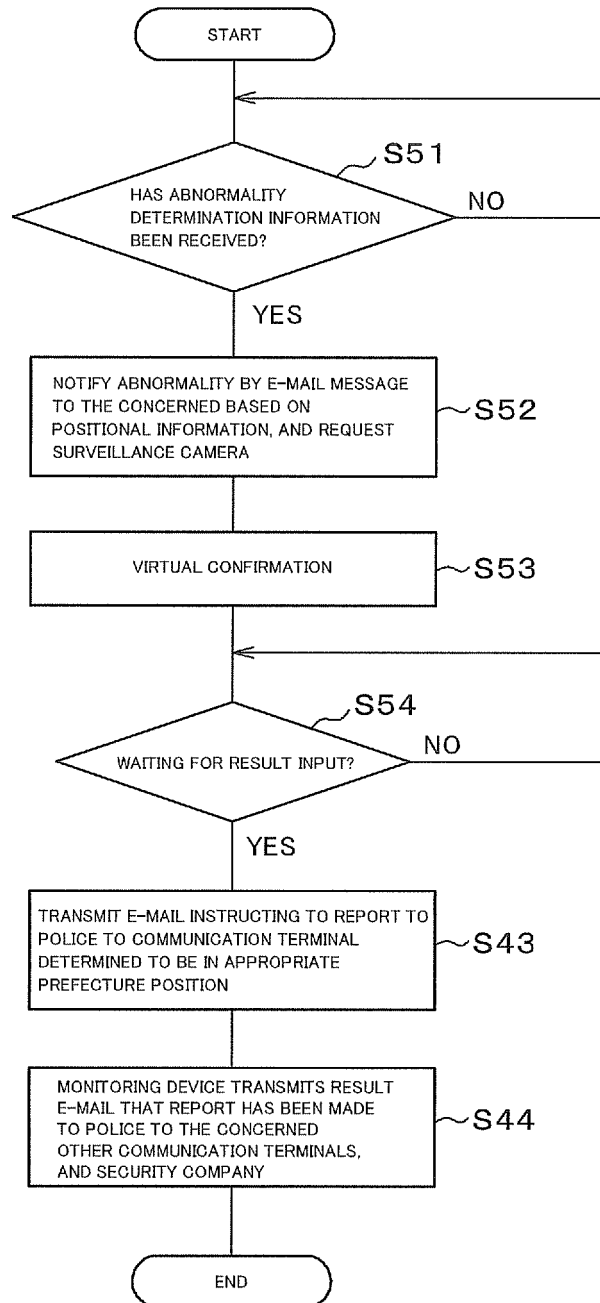 START
S51
HAS ABNORMALITY
DETERMINATION INFORMATION
BEEN RECEIVED?
NO
YES
NOTIFY ABNORMALITY BY E-MAIL MESSAGE
TO THE CONCERNED BASED ON
POSITIONAL INFORMATION, AND REQUEST
SURVEILLANCE CAMERA
S52
VIRTUAL CONFIRMATION
S53
S54
WAITING FOR RESULT INPUT?
NO
YES
TRANSMIT E-MAIL INSTRUCTING TO REPORT TO
POLICE TO COMMUNICATION TERMINAL
DETERMINED TO BE IN APPROPRIATE
PREFECTURE POSITION
S43
MONITORING DEVICE TRANSMITS RESULT
E-MAIL THAT REPORT HAS BEEN MADE
TO POLICE TO THE CONCERNED
OTHER COMMUNICATION TERMINALS,
AND SECURITY COMPANY
S44
END